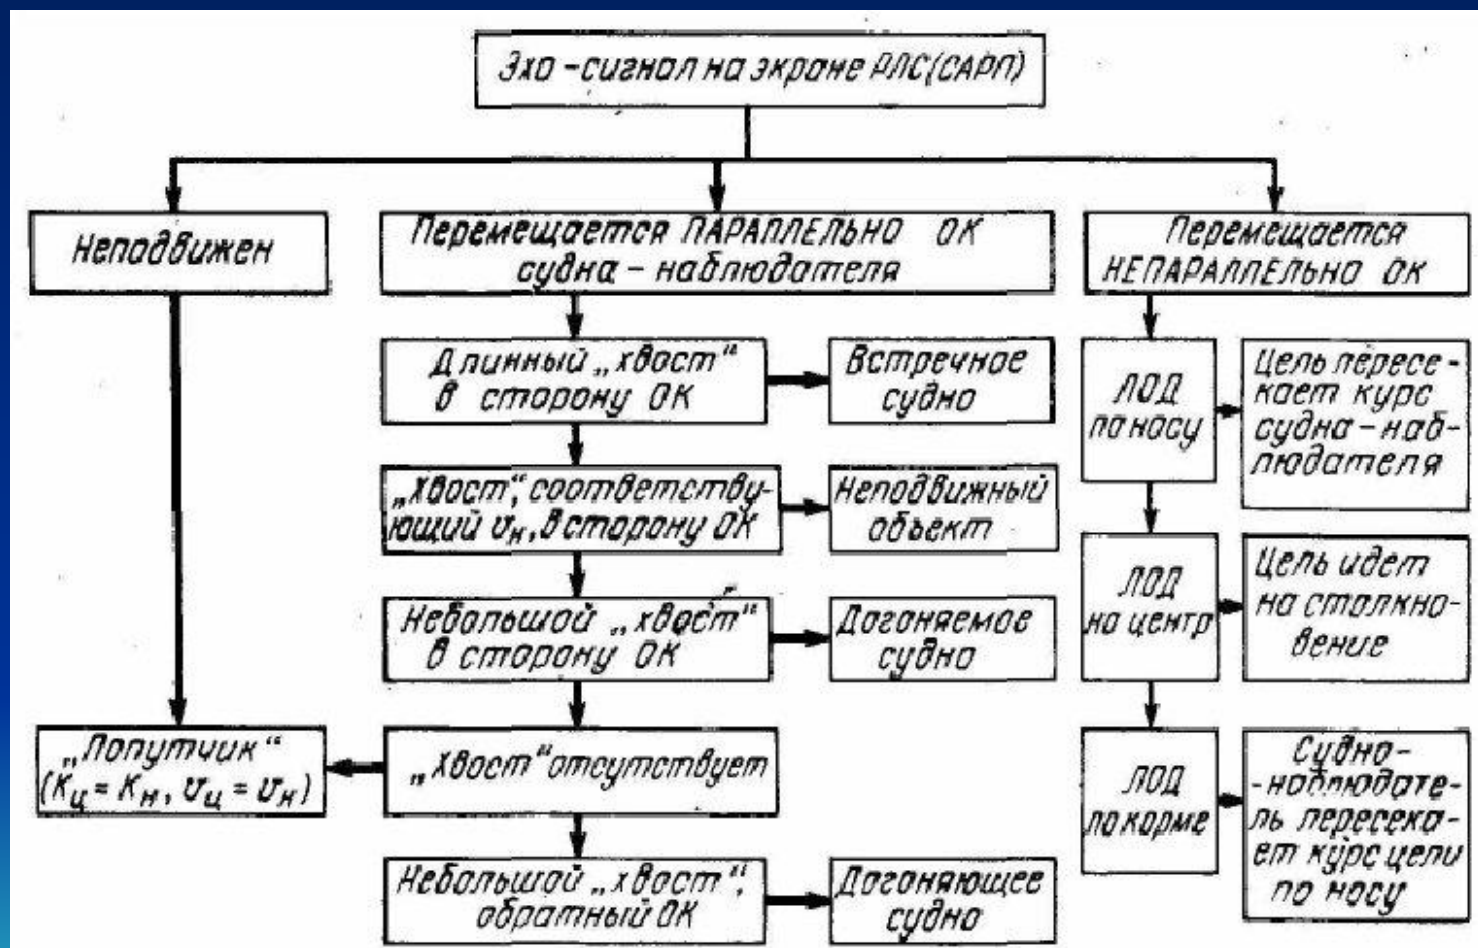 Эхо-сигнал на экране РЛС(САРП)
Неподвижен
Перемещается ПАРАЛЛЕЛЬНО ОК
судна-наблюдателя
Перемещается
НЕПАРАЛЛЕЛЬНО ОК
Длинный „хвост“
в сторону ОК
Встречное
судно
ЛОД
по носу
Цель пересе-
кает курс
судна-наб-
людателя
„Хвост“, соответству-
ющий vн, в сторону ОК
Неподвижный
объект
ЛОД
на центр
Цель идет
на столкно-
вение
Небольшой „хвост“
в сторону ОК
Догоняемое
судно
„Попутчик“
(Кц = Кн, vц = vн)
„Хвост“ отсутствует
ЛОД
по корме
Судно-
-наблюдате-
ль пересека-
ет курс цели
по носу
Небольшой „хвост“,
обратный ОК
Догоняющее
судно